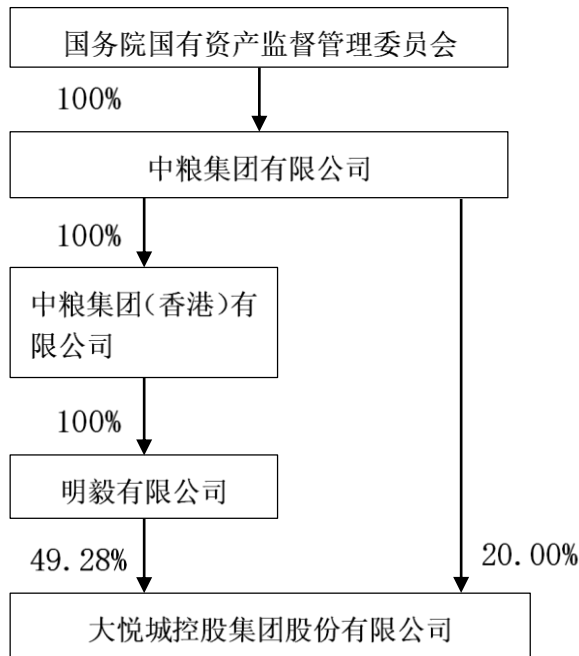 国务院国有资产监督管理委员会
100%
中粮集团有限公司
100%
中粮集团(香港)有
限公司
100%
明毅有限公司
49.28%
20.00%
大悦城控股集团股份有限公司